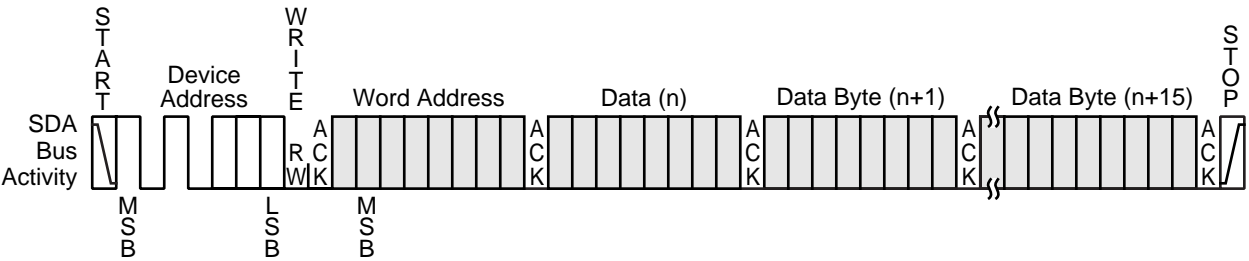 START
WRITE
STOP
Device
Address
Word Address
Data (n)
Data Byte (n+1)
Data Byte (n+15)
SDA
Bus
Activity
RW
ACK
ACK
ACK
ACK
ACK
MSB
LSB
MSB